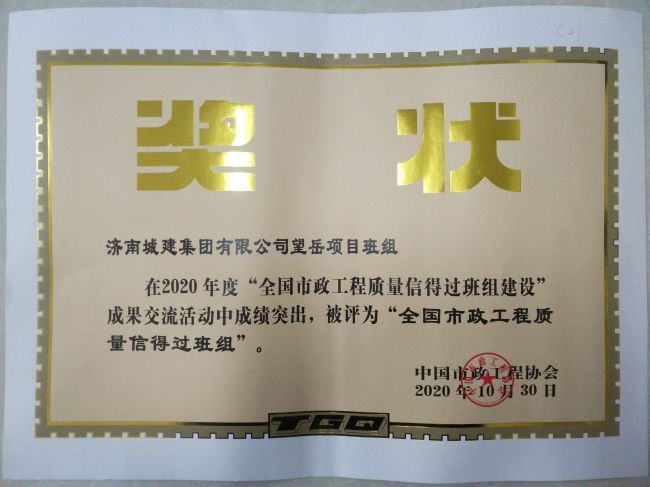 奖状
济南城建集团有限公司望岳项目班组
在2020年度“全国市政工程质量信得过班组建设”
成果交流活动中成绩突出，被评为“全国市政工程质
量信得过班组”。
中国市政工程协会
2020年10月30日
TGQ